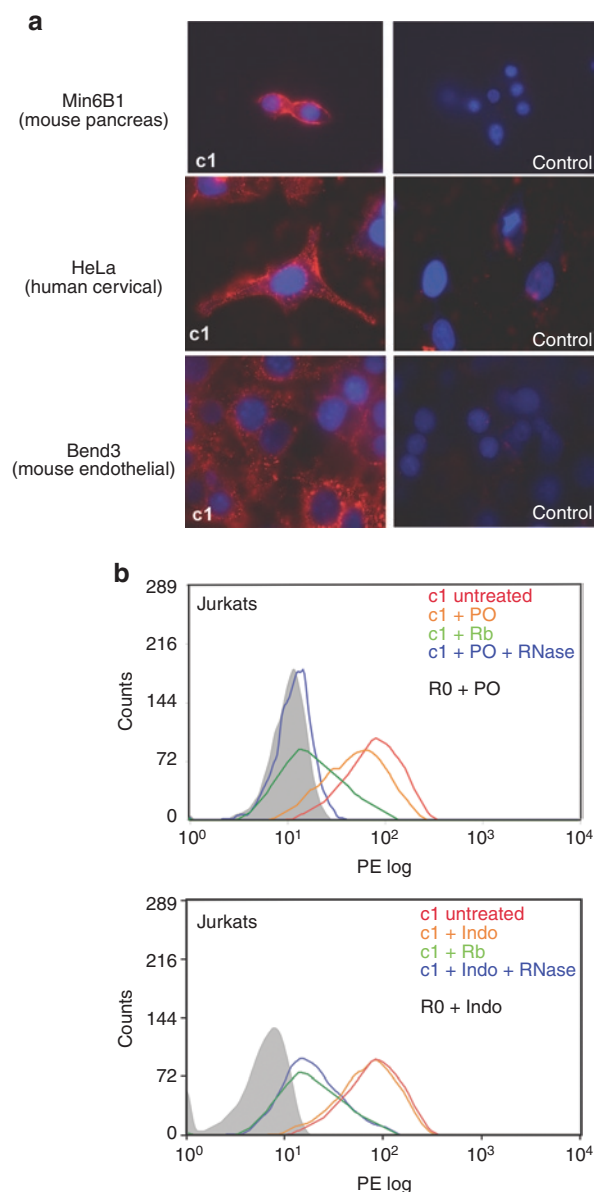 a
Min6B1
(mouse pancreas)
c1
Control
HeLa
(human cervical)
c1
Control
Bend3
(mouse endothelial)
c1
Control
b
289
216
144
72
0
Counts
Jurkats
c1 untreated
c1 + PO
c1 + Rb
c1 + PO + RNase
R0 + PO
10⁰
10¹
10²
10³
10⁴
PE log
289
216
144
72
0
Counts
Jurkats
c1 untreated
c1 + Indo
c1 + Rb
c1 + Indo + RNase
R0 + Indo
10⁰
10¹
10²
10³
10⁴
PE log